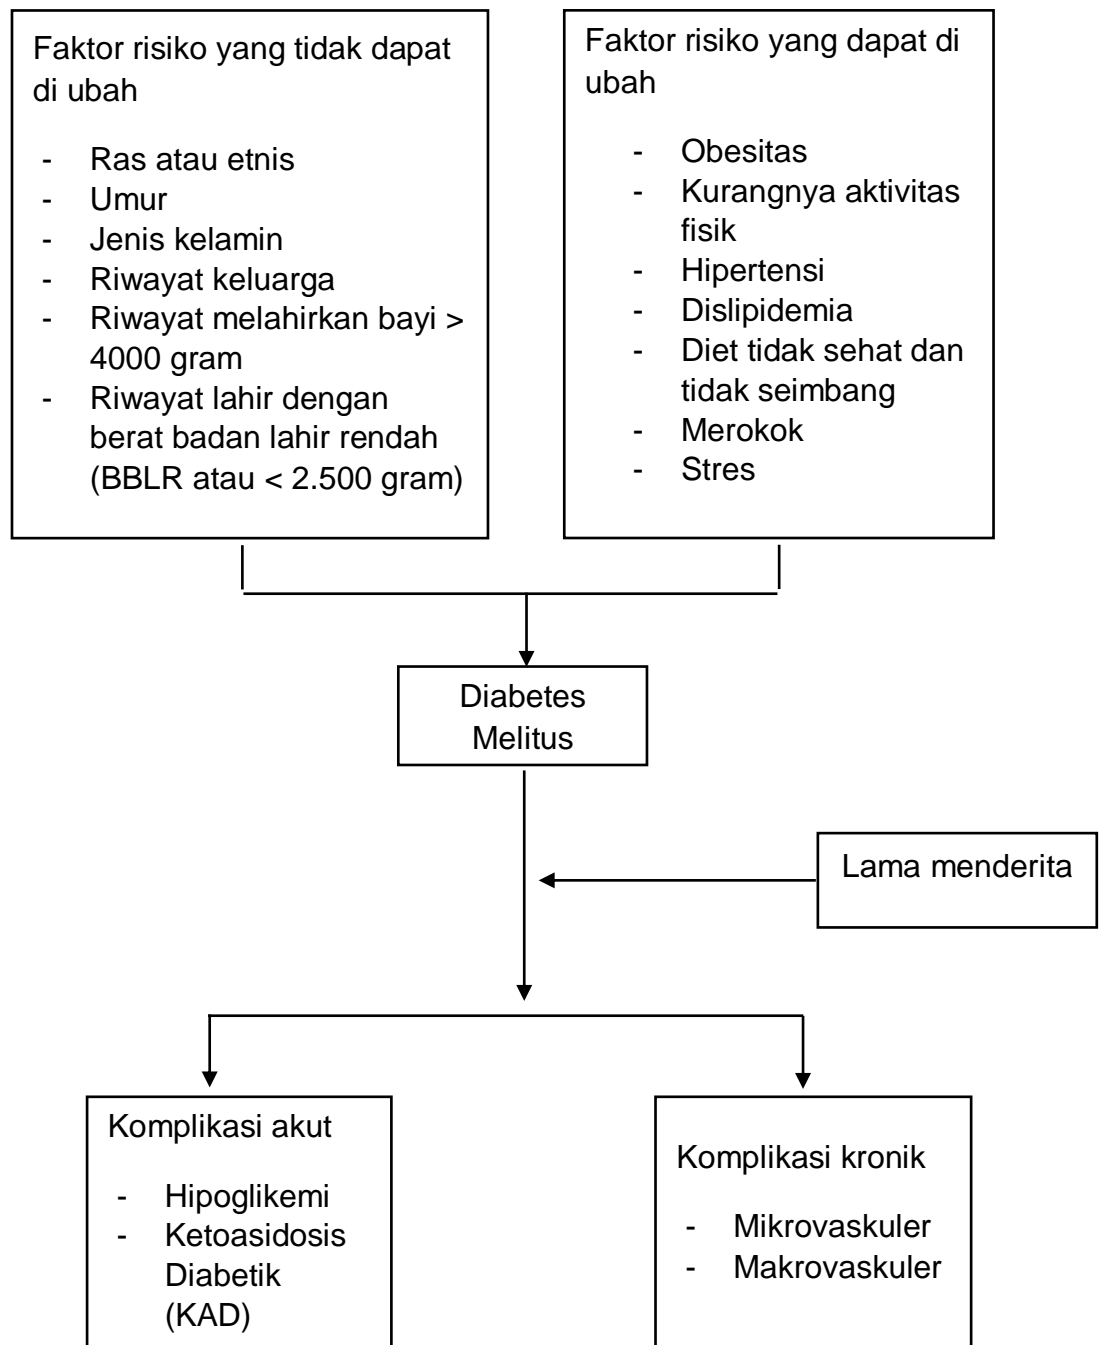 Faktor risiko yang tidak dapat
di ubah
- Ras atau etnis
- Umur
- Jenis kelamin
- Riwayat keluarga
- Riwayat melahirkan bayi >
4000 gram
- Riwayat lahir dengan
berat badan lahir rendah
(BBLR atau < 2.500 gram)
Faktor risiko yang dapat di
ubah
- Obesitas
- Kurangnya aktivitas
fisik
- Hipertensi
- Dislipidemia
- Diet tidak sehat dan
tidak seimbang
- Merokok
- Stres
Diabetes
Melitus
Lama menderita
Komplikasi akut
- Hipoglikemi
- Ketoasidosis
Diabetik
(KAD)
Komplikasi kronik
- Mikrovaskuler
- Makrovaskuler